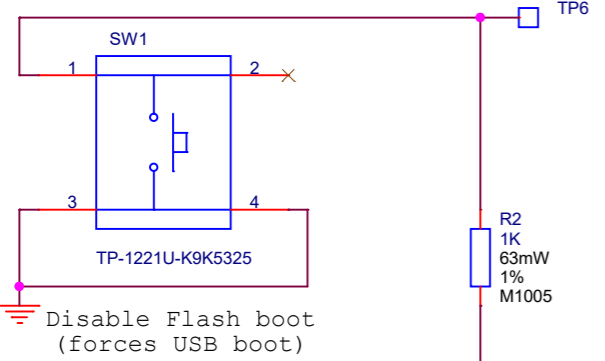 TP6
SW1
1
2
3
4
R2
1K
63mW
1%
M1005
TP-1221U-K9K5325
Disable Flash boot
(forces USB boot)